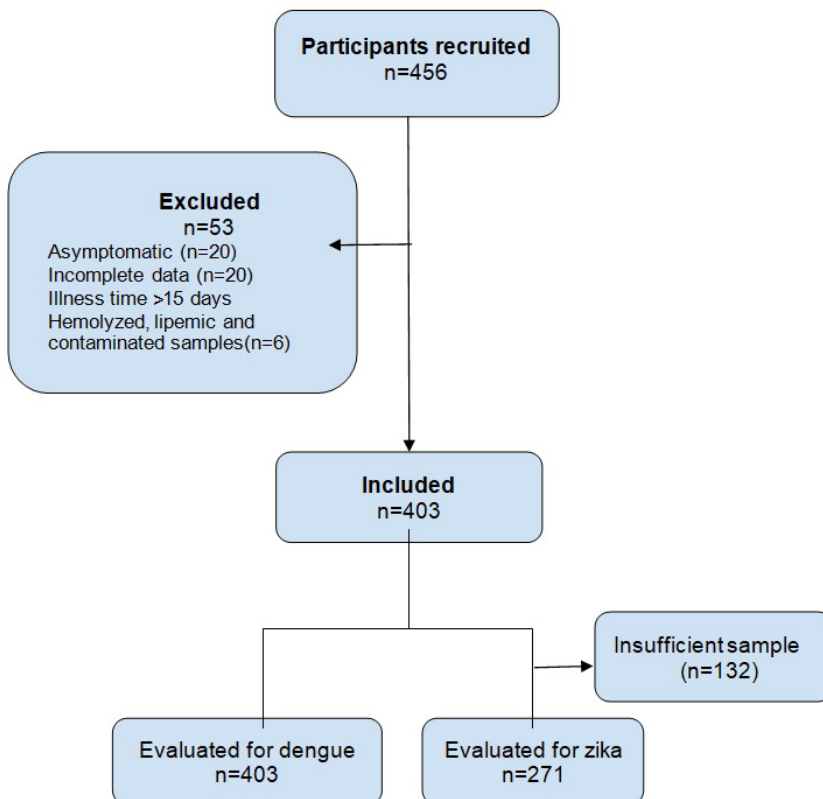 Participants recruited
n=456
Excluded
n=53
Asymptomatic (n=20)
Incomplete data (n=20)
Illness time >15 days
Hemolyzed, lipemic and
contaminated samples(n=6)
Included
n=403
Insufficient sample
(n=132)
Evaluated for dengue
n=403
Evaluated for zika
n=271